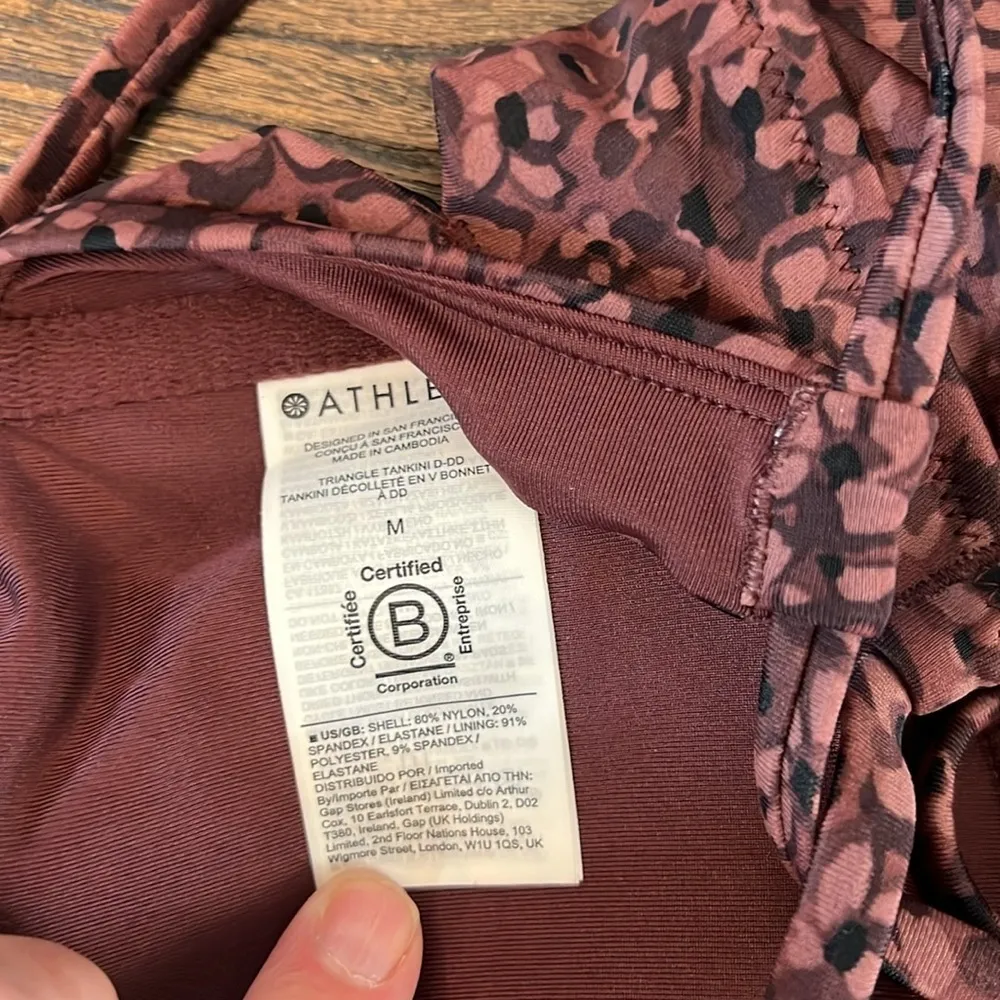 ATHLE
DESIGNED IN SAN FRANCIS
CONÇU À SAN FRANCISC
MADE IN CAMBODIA
TRIANGLE TANKINI D-DD
TANKINI DÉCOLLETÉ EN V BONNET
À DD
M
Certified
Certifiée
B
Entreprise
®
Corporation
US/GB: SHELL: 80% NYLON, 20%
SPANDEX / ELASTANE / LINING: 91%
POLYESTER, 9% SPANDEX /
ELASTANE
DISTRIBUIDO POR / Imported
By/Importe Par / ΕΙΣΑΓΕΤΑΙ ΑΠΟ ΤΗΝ:
Gap Stores (Ireland) Limited c/o Arthur
Cox, 10 Earlsfort Terrace, Dublin 2, D02
T380, Ireland, Gap (UK Holdings)
Limited, 2nd Floor Nations House, 103
Wigmore Street, London, W1U 1QS, UK